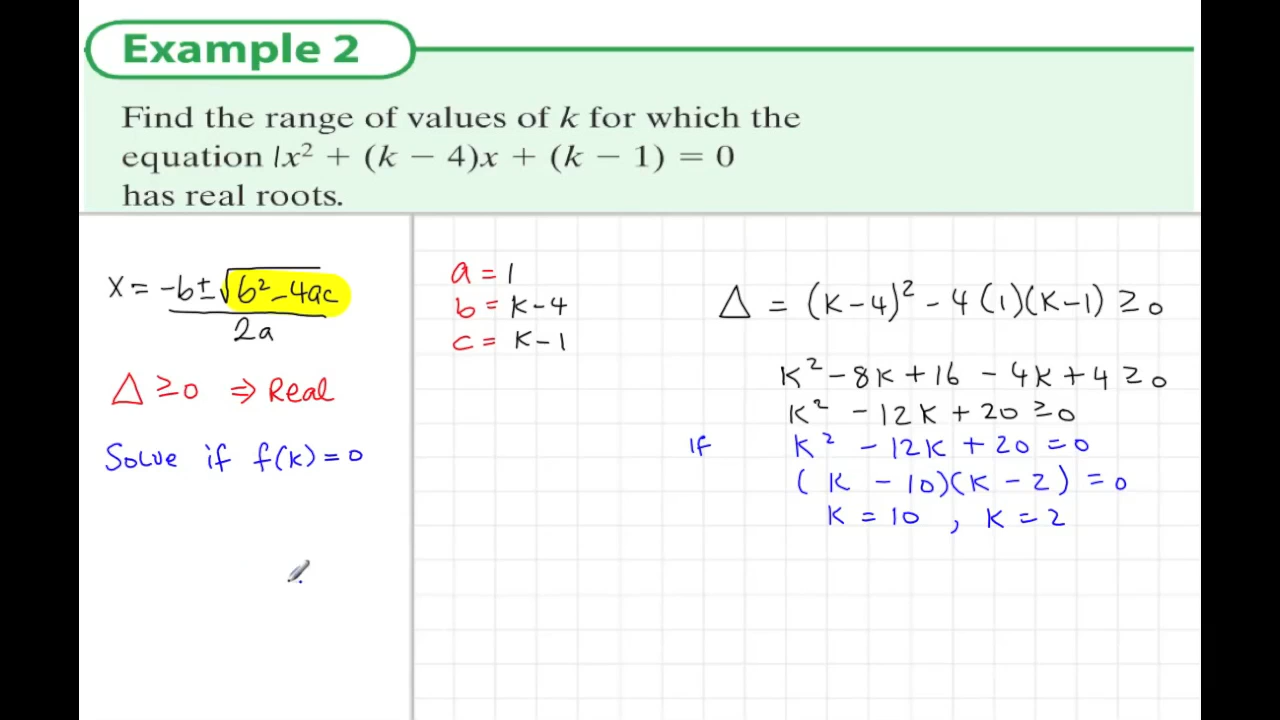 Example 2
Find the range of values of k for which the
equation 1x² + (k − 4)x + (k − 1) = 0
has real roots.
x = -b ± √b² - 4ac
2a
Δ ≥ 0 ⇒ Real
Solve if f(k) = 0
a = 1
b = k - 4
c = k - 1
Δ = (k - 4)² - 4 (1)(k - 1) ≥ 0
k² - 8k + 16 - 4k + 4 ≥ 0
k² - 12k + 20 ≥ 0
If k² - 12k + 20 = 0
(k - 10)(k - 2) = 0
k = 10 , k = 2